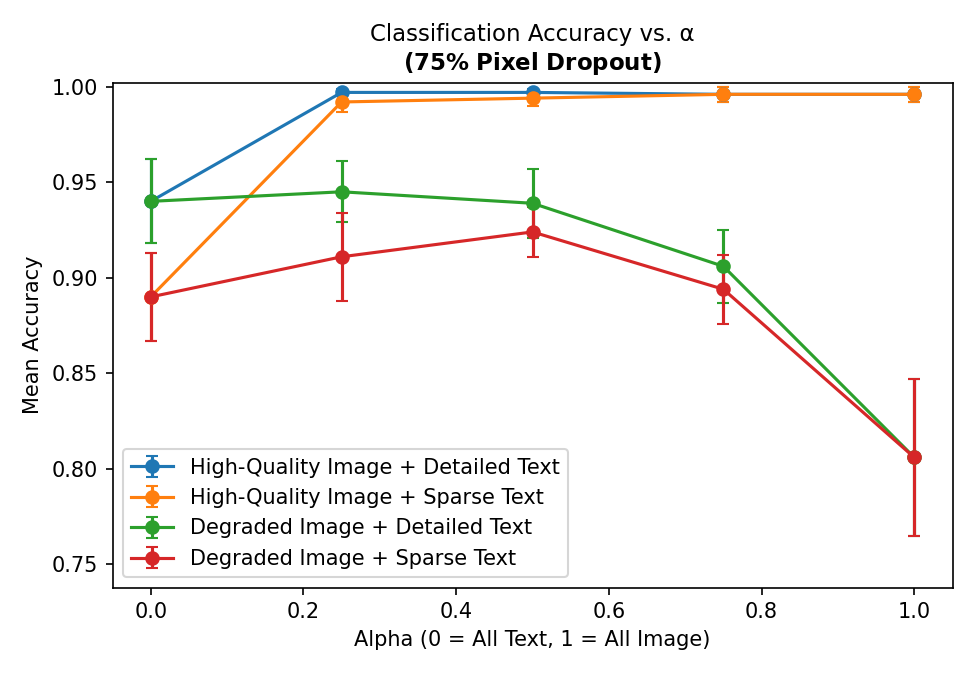 Classification Accuracy vs. α
(75% Pixel Dropout)
Mean Accuracy
1.00
0.95
0.90
0.85
0.80
0.75
High-Quality Image + Detailed Text
High-Quality Image + Sparse Text
Degraded Image + Detailed Text
Degraded Image + Sparse Text
0.0 0.2 0.4 0.6 0.8 1.0
Alpha (0 = All Text, 1 = All Image)